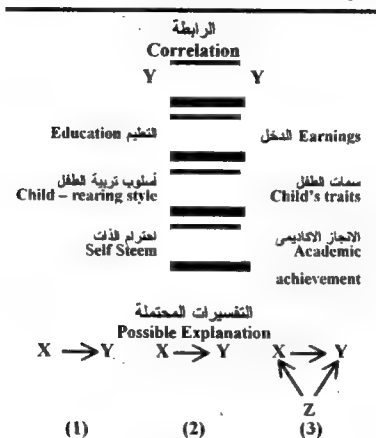 الرابطة
Correlation
Y Y
Education التعليم الدخل Earnings
أسلوب تربية الطفل سمات الطفل
Child – rearing style Child's traits
احترام الذات الانجاز الاكاديمى
Self Steem Academic
achievement
التفسيرات المحتملة
Possible Explanation
X → Y X → Y X → Y
Z
(1) (2) (3)